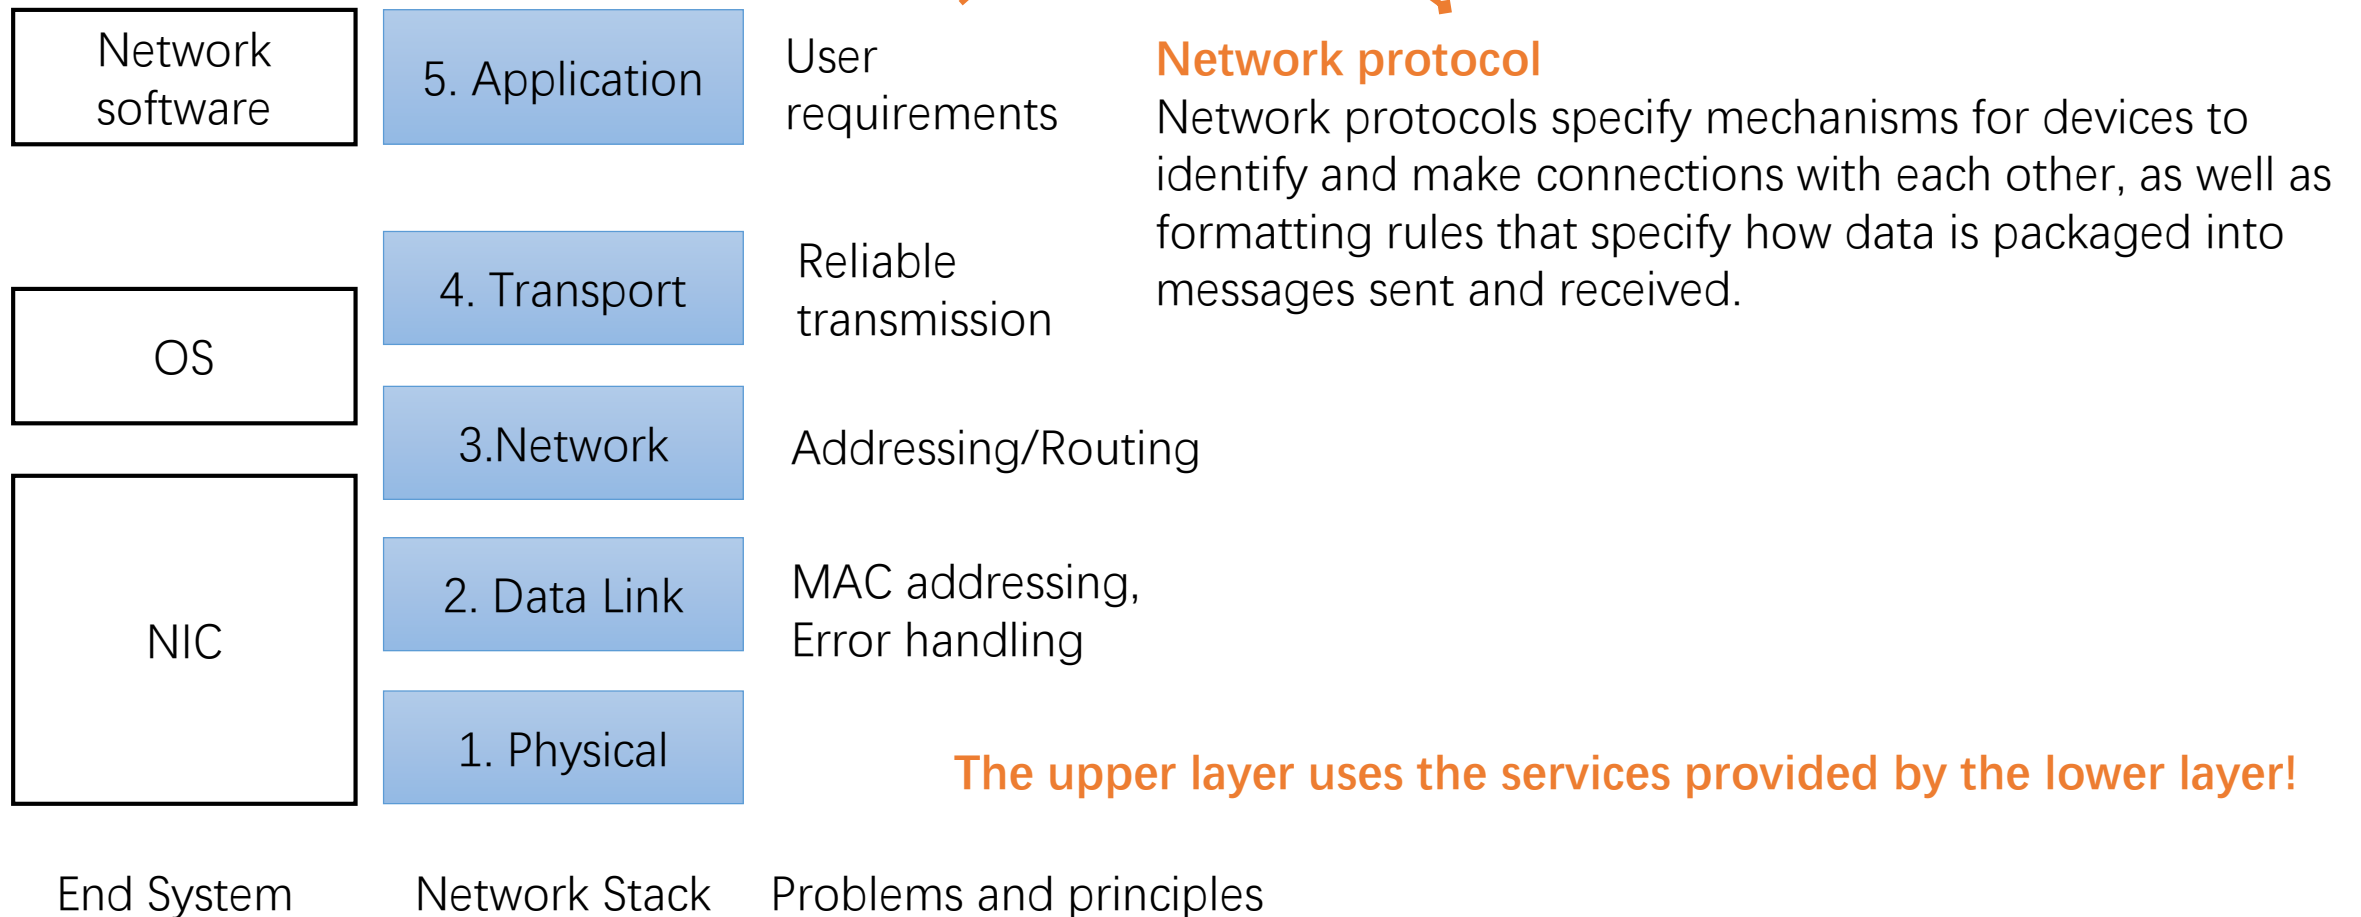 Network
software
5. Application
User
requirements
Network protocol
Network protocols specify mechanisms for devices to
identify and make connections with each other, as well as
formatting rules that specify how data is packaged into
messages sent and received.
OS
4. Transport
Reliable
transmission
3.Network
Addressing/Routing
NIC
2. Data Link
MAC addressing,
Error handling
1. Physical
The upper layer uses the services provided by the lower layer!
End System
Network Stack
Problems and principles